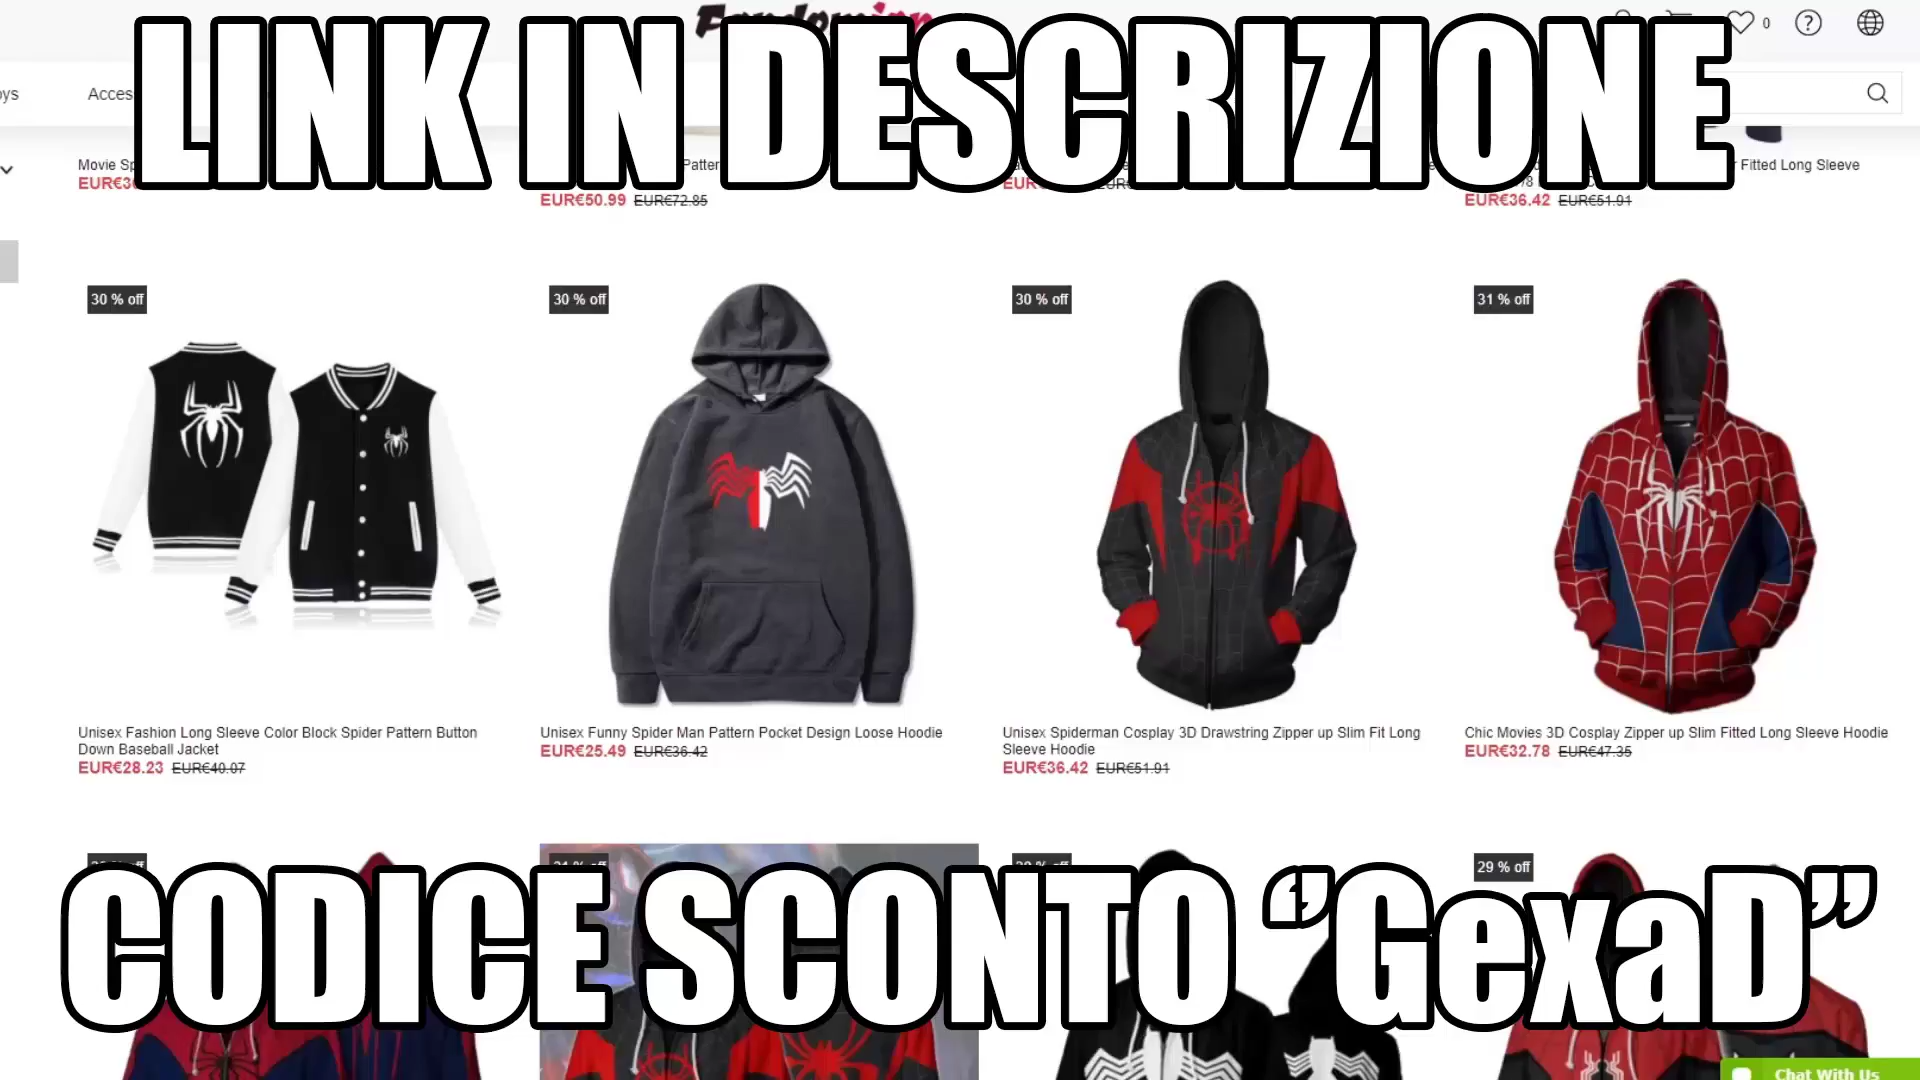 LINK IN DESCRIZIONE
0
?
Acces
Movie Sp
Fitted Long Sleeve
EUR€50.99 EUR€72.85
EUR€36.42 EUR€51.91
30 % off
30 % off
30 % off
31 % off
Unisex Fashion Long Sleeve Color Block Spider Pattern Button
Down Baseball Jacket
EUR€28.23 EUR€40.07
Unisex Funny Spider Man Pattern Pocket Design Loose Hoodie
EUR€25.49 EUR€36.42
Unisex Spiderman Cosplay 3D Drawstring Zipper up Slim Fit Long
Sleeve Hoodie
EUR€36.42 EUR€51.91
Chic Movies 3D Cosplay Zipper up Slim Fitted Long Sleeve Hoodie
EUR€32.78 EUR€47.35
29 % off
CODICE SCONTO “GexaD”
Chat With Us